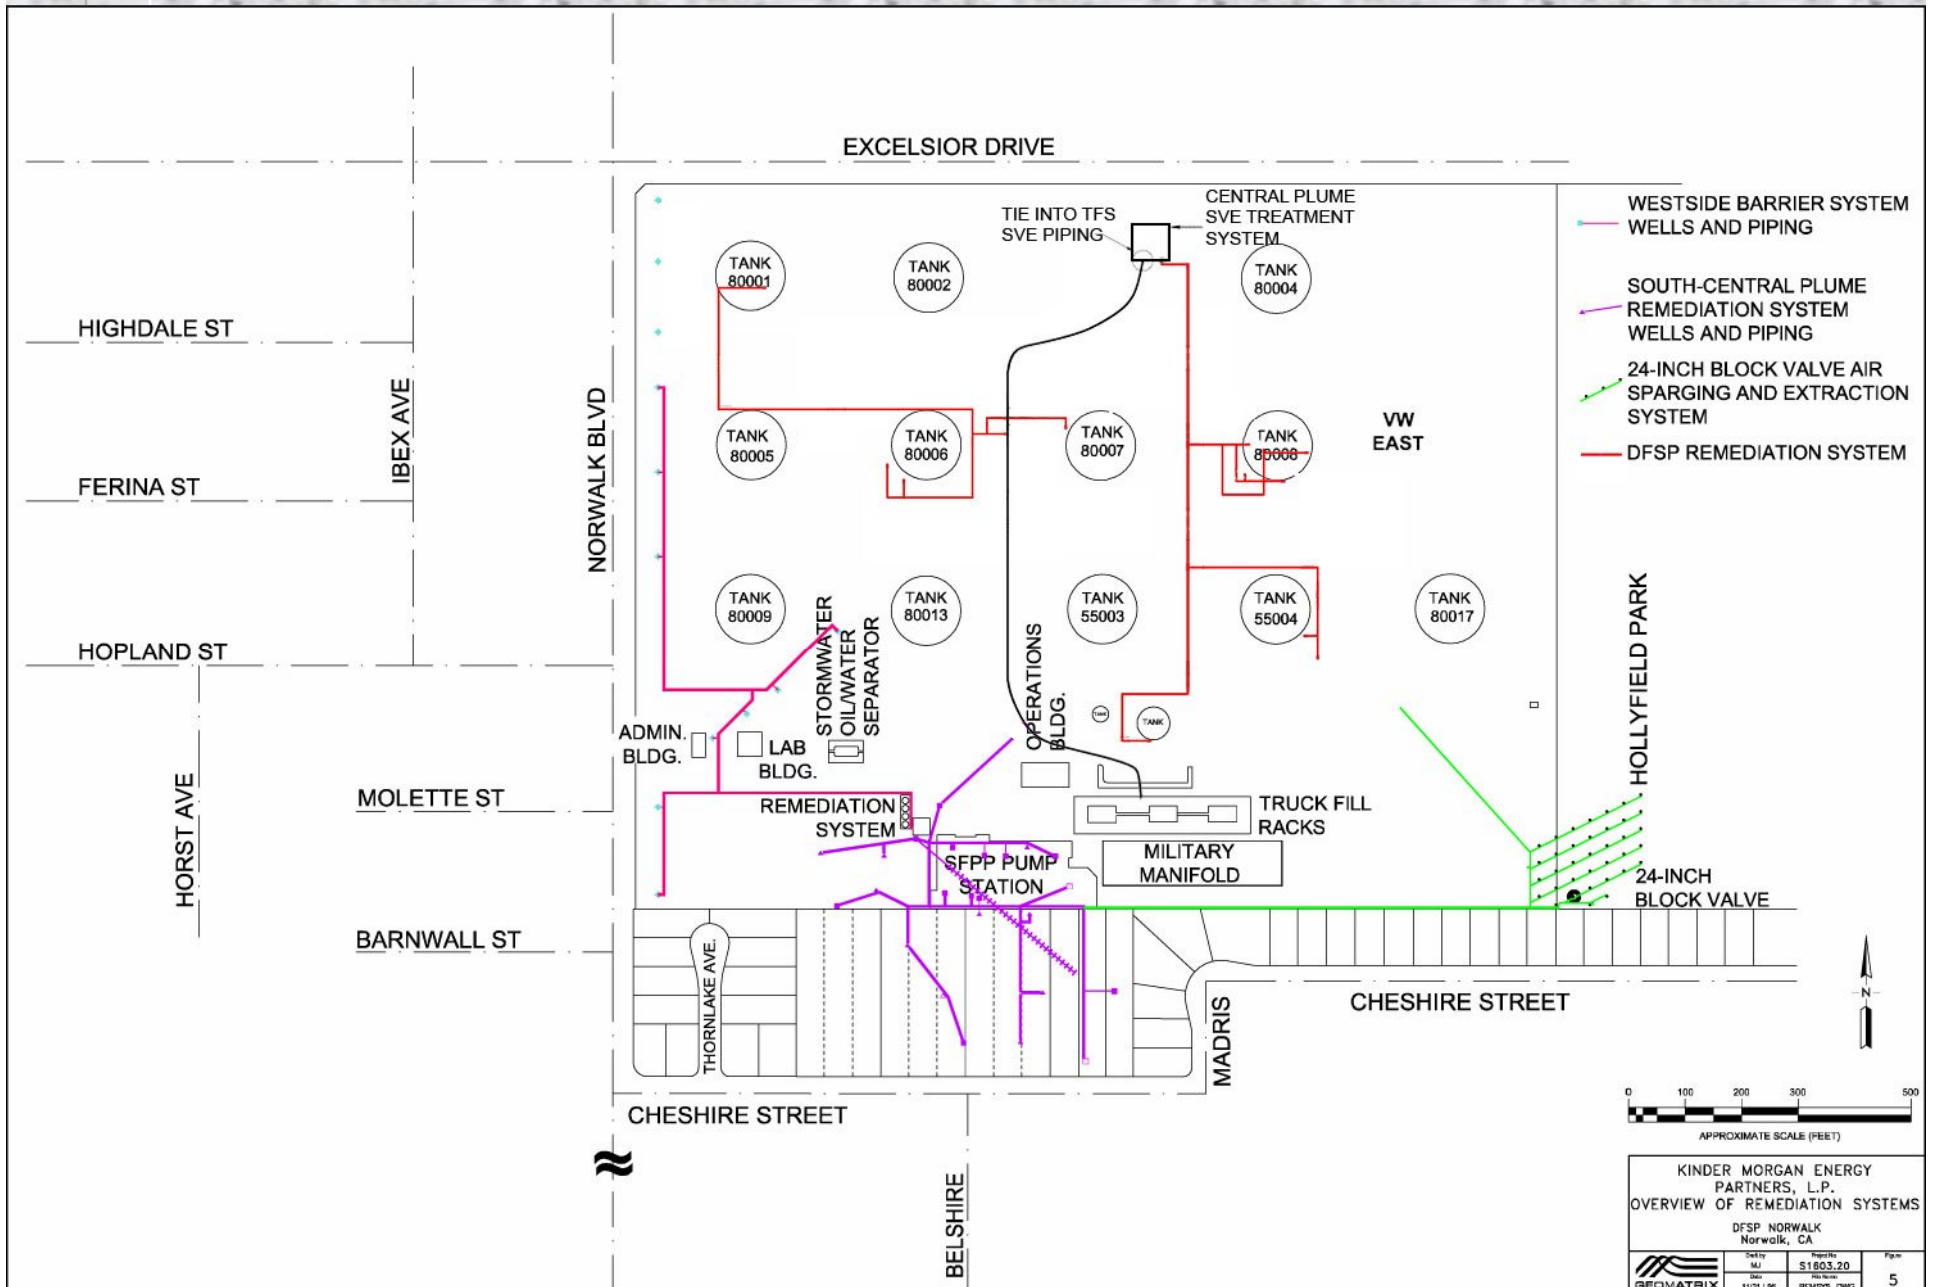 EXCELSIOR DRIVE
CENTRAL PLUME
SVE TREATMENT
SYSTEM
TIE INTO TFS
SVE PIPING
WESTSIDE BARRIER SYSTEM
WELLS AND PIPING
SOUTH-CENTRAL PLUME
REMEDIATION SYSTEM
WELLS AND PIPING
24-INCH BLOCK VALVE AIR
SPARGING AND EXTRACTION
SYSTEM
DFSP REMEDIATION SYSTEM
TANK
80001
TANK
80002
TANK
80004
HIGHDALE ST
IBEX AVE
NORWALK BLVD
TANK
80005
TANK
80006
TANK
80007
TANK
80008
VW
EAST
FERINA ST
TANK
80009
TANK
80013
TANK
55003
TANK
55004
TANK
80017
HOLLYFIELD PARK
HOPLAND ST
STORMWATER
OIL/WATER
SEPARATOR
OPERATIONS
BLDG.
TANK
TANK
ADMIN.
BLDG.
LAB
BLDG.
HORST AVE
MOLETTE ST
REMEDIATION
SYSTEM
TRUCK FILL
RACKS
SFPP PUMP
STATION
MILITARY
MANIFOLD
24-INCH
BLOCK VALVE
BARNWALL ST
THORNLAKE AVE.
MADRIS
CHESHIRE STREET
N
CHESHIRE STREET
BELSHIRE
0 100 200 300 500
APPROXIMATE SCALE (FEET)
KINDER MORGAN ENERGY
PARTNERS, L.P.
OVERVIEW OF REMEDIATION SYSTEMS
DFSP NORWALK
Norwalk, CA
GEOMATRIX
MJ
Project No.
S1603.20
Figure
5